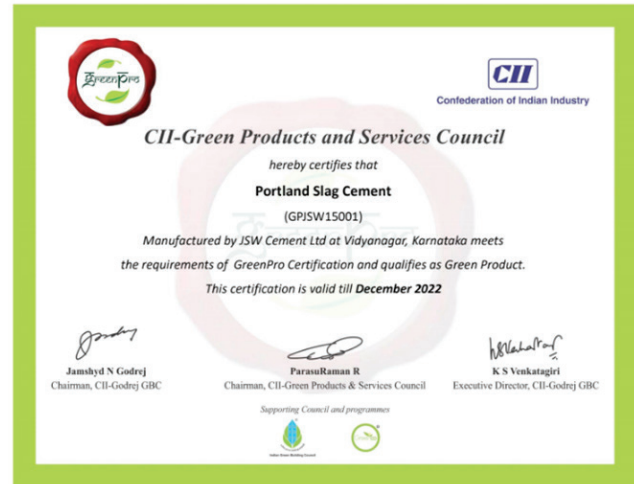 GreenPro
CII
Confederation of Indian Industry
CII-Green Products and Services Council
hereby certifies that
Portland Slag Cement
(GPJSW15001)
Manufactured by JSW Cement Ltd at Vidyanagar, Karnataka meets
the requirements of GreenPro Certification and qualifies as Green Product.
This certification is valid till December 2022
Jamshyd N Godrej
Chairman, CII-Godrej GBC
ParasuRaman R
Chairman, CII-Green Products & Services Council
K S Venkatagiri
Executive Director, CII-Godrej GBC
Supporting Council and programmes
Indian Green Building Council